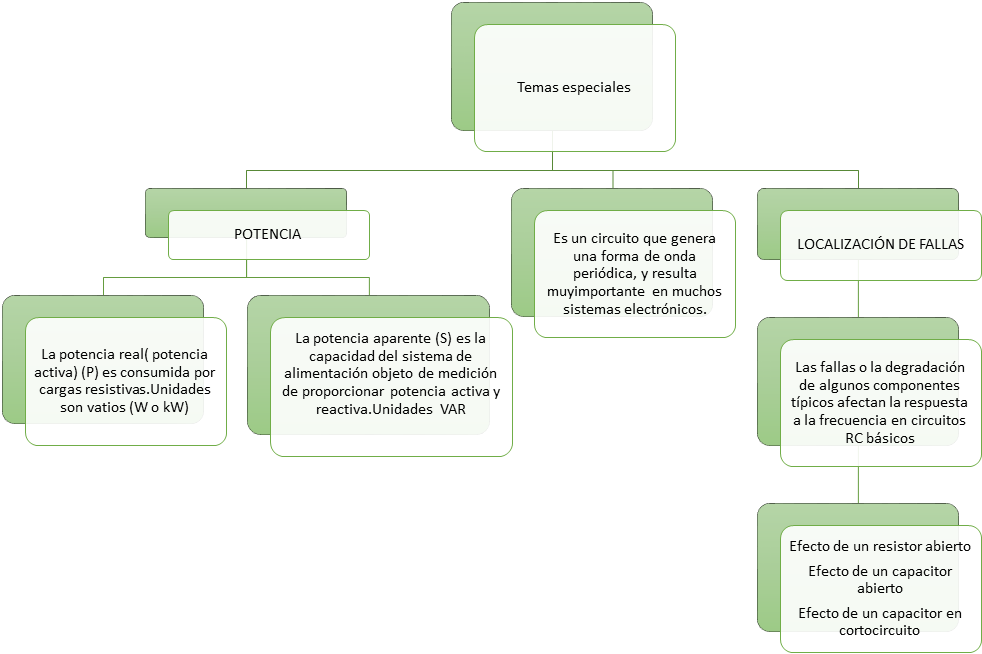 Temas especiales
POTENCIA
La potencia real( potencia
activa) (P) es consumida por
cargas resistivas.Unidades
son vatios (W o kW)
La potencia aparente (S) es la
capacidad del sistema de
alimentación objeto de medición
de proporcionar potencia activa y
reactiva.Unidades VAR
Es un circuito que genera
una forma de onda
periódica, y resulta
muyimportante en muchos
sistemas electrónicos.
LOCALIZACIÓN DE FALLAS
Las fallas o la degradación
de algunos componentes
típicos afectan la respuesta
a la frecuencia en circuitos
RC básicos
Efecto de un resistor abierto
Efecto de un capacitor
abierto
Efecto de un capacitor en
cortocircuito